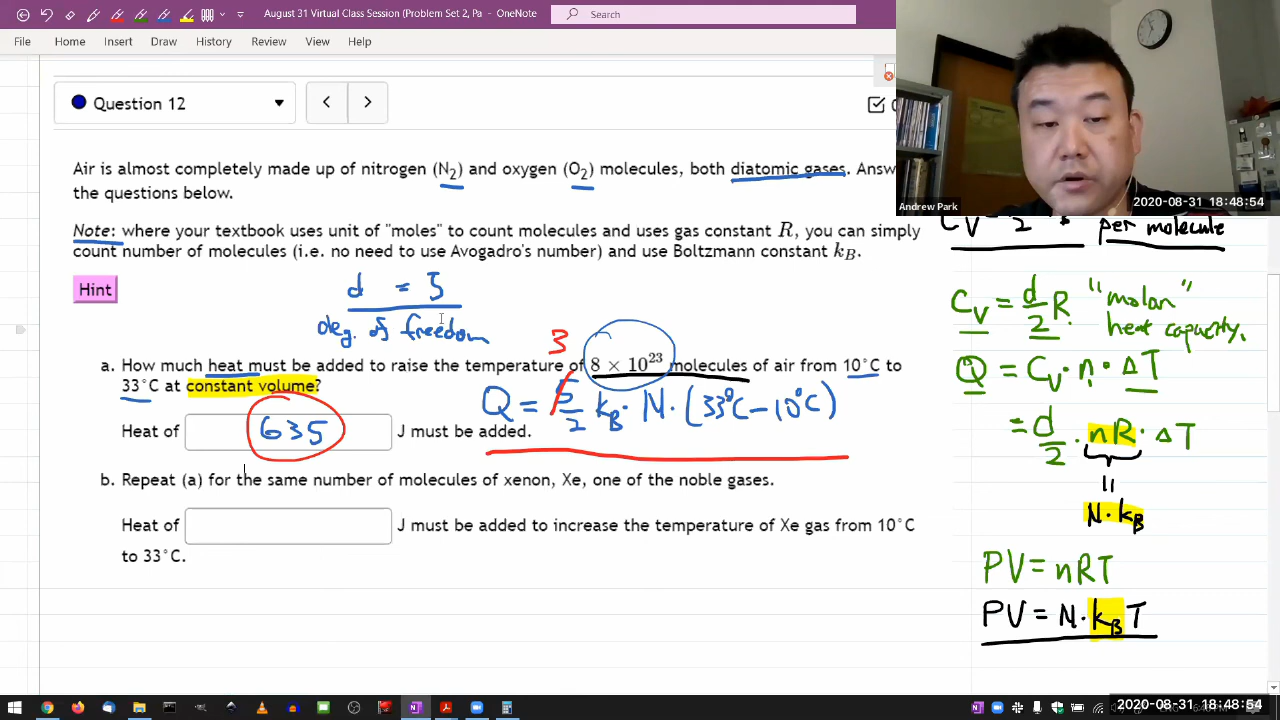 Monday, August 31, 2020
Problem Set 2, Pa - OneNote
Search
File Home Insert Draw History Review View Help
Question 12
Air is almost completely made up of nitrogen (N2) and oxygen (O2) molecules, both diatomic gases. Answ
the questions below.
Note: where your textbook uses unit of "moles" to count molecules and uses gas constant R, you can simply
count number of molecules (i.e. no need to use Avogadro's number) and use Boltzmann constant kB.
Hint
d = 5
deg. of freedom
3
a. How much heat must be added to raise the temperature of 8 × 10^23 molecules of air from 10°C to
33°C at constant volume?
Q = 5/2 kB · N · (33°C − 10°C)
Heat of 635 J must be added.
b. Repeat (a) for the same number of molecules of xenon, Xe, one of the noble gases.
Heat of J must be added to increase the temperature of Xe gas from 10°C
to 33°C.
Andrew Park
2020-08-31 18:48:54
per molecule
CV = d/2 R "molar
heat capacity.
Q = CV · n · ΔT
= d/2 · nR · ΔT
N · kB
PV = nRT
PV = N · kB T
2020-08-31 18:48:54